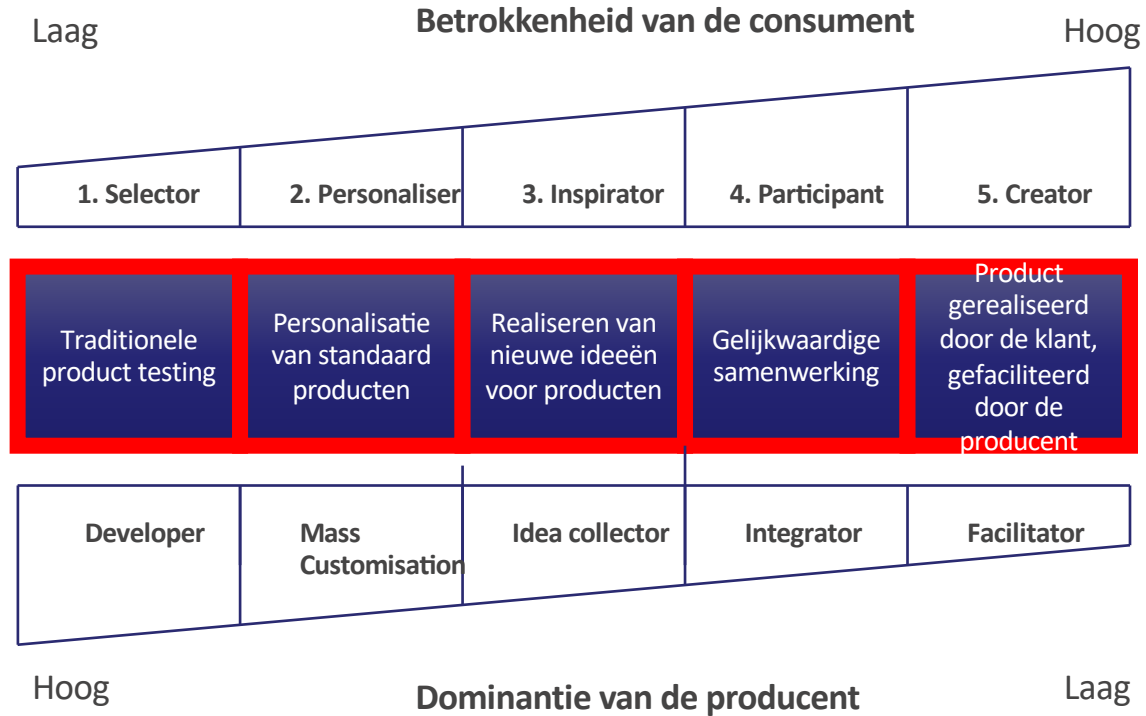 Betrokkenheid van de consument
Laag
Hoog
1. Selector
2. Personaliser
3. Inspirator
4. Participant
5. Creator
Traditionele
product testing
Personalisatie
van standaard
producten
Realiseren van
nieuwe ideeën
voor producten
Gelijkwaardige
samenwerking
Product
gerealiseerd
door de klant,
gefaciliteerd
door de
producent
Developer
Mass
Customisation
Idea collector
Integrator
Facilitator
Hoog
Dominantie van de producent
Laag